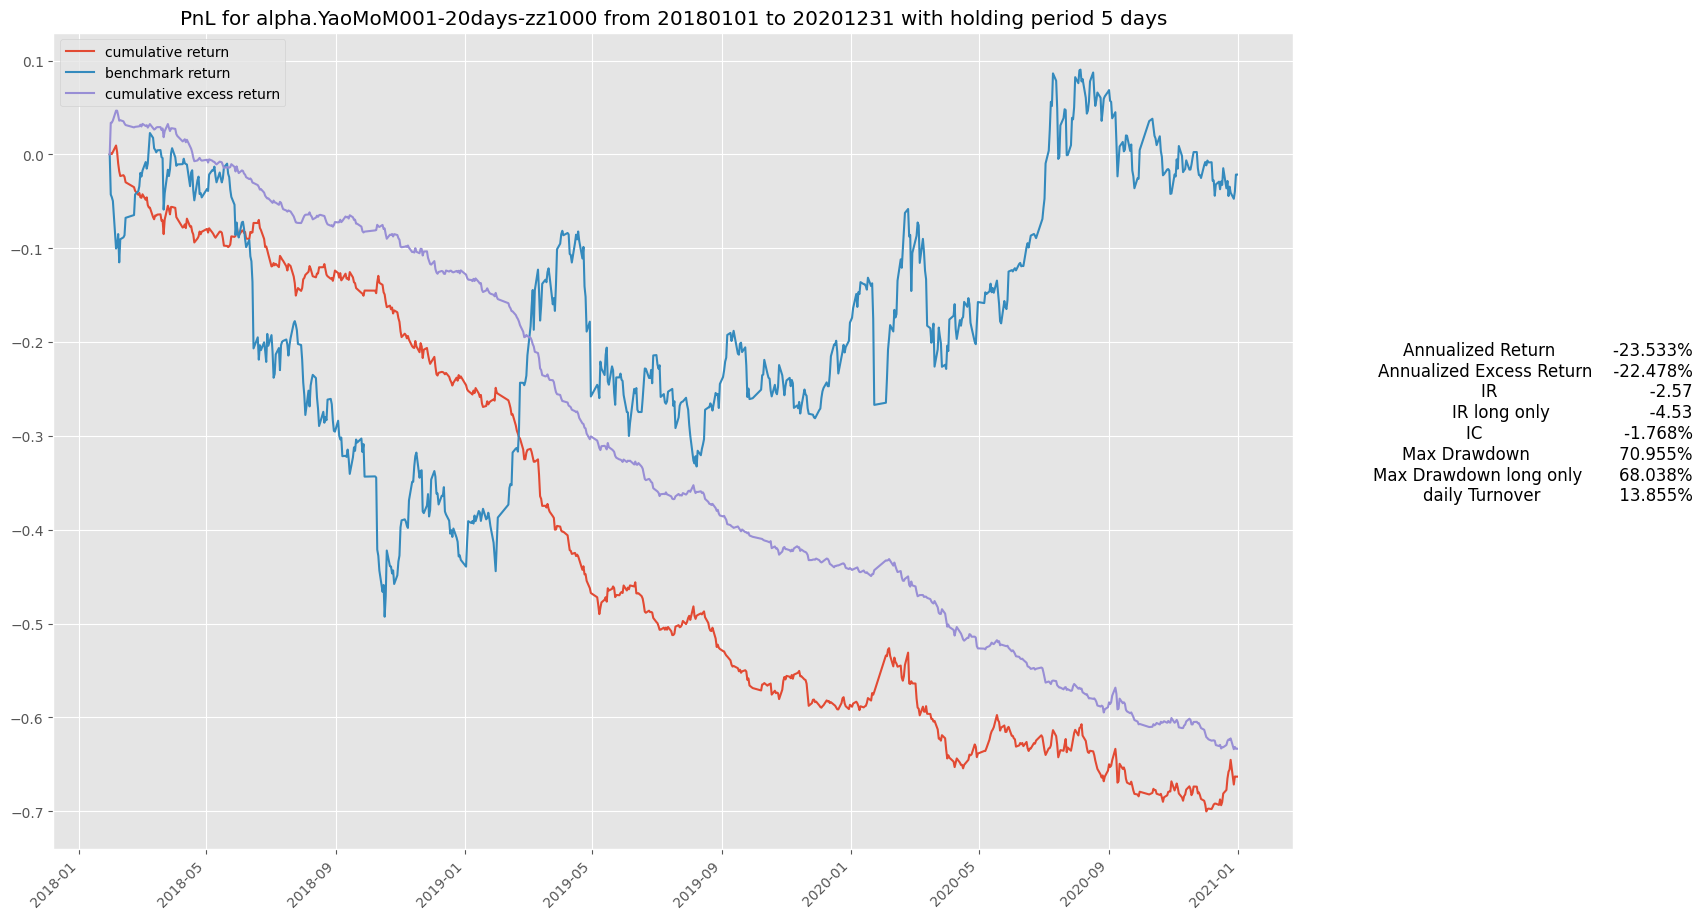 PnL for alpha.YaoMoM001-20days-zz1000 from 20180101 to 20201231 with holding period 5 days
cumulative return
benchmark return
cumulative excess return
0.1
0.0
−0.1
−0.2
−0.3
−0.4
−0.5
−0.6
−0.7
2018-01
2018-05
2018-09
2019-01
2019-05
2019-09
2020-01
2020-05
2020-09
2021-01
Annualized Return -23.533%
Annualized Excess Return -22.478%
IR -2.57
IR long only -4.53
IC -1.768%
Max Drawdown 70.955%
Max Drawdown long only 68.038%
daily Turnover 13.855%